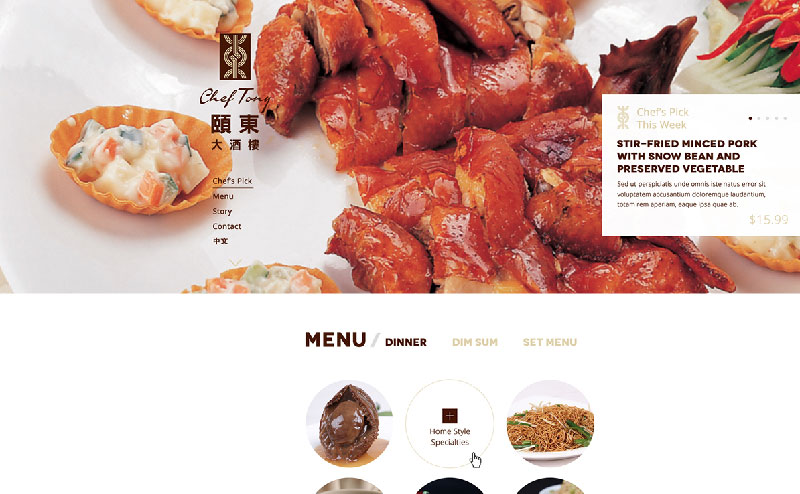 Chef Tong
頤東
大酒樓
Chef's Pick
Menu
Story
Contact
中文
Chef's Pick
This Week
STIR-FRIED MINCED PORK
WITH SNOW BEAN AND
PRESERVED VEGETABLE
Sed ut perspiciatis unde omnis iste natus error sit
voluptatem accusantium doloremque laudantium,
totam rem aperiam, eaque ipsa quae ab.
$15.99
MENU / DINNER DIM SUM SET MENU
Home Style
Specialties